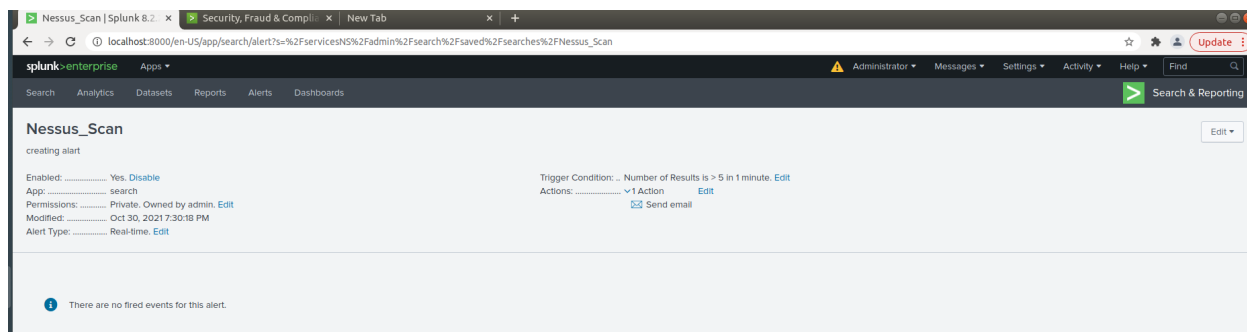 Nessus_Scan | Splunk 8.2. × Security, Fraud & Complia × New Tab × +
localhost:8000/en-US/app/search/alert?s=%2FservicesNS%2Fadmin%2Fsearch%2Fsaved%2Fsearches%2FNessus_Scan Update
splunk>enterprise Apps Administrator Messages Settings Activity Help Find
Search Analytics Datasets Reports Alerts Dashboards Search & Reporting
Nessus_Scan Edit
creating alart
Enabled: .................. Yes. Disable
App: ......................... search
Permissions: ........... Private. Owned by admin. Edit
Modified: ................. Oct 30, 2021 7:30:18 PM
Alert Type: ............... Real-time. Edit
Trigger Condition: .. Number of Results is > 5 in 1 minute. Edit
Actions: .................... 1 Action Edit
Send email
There are no fired events for this alert.